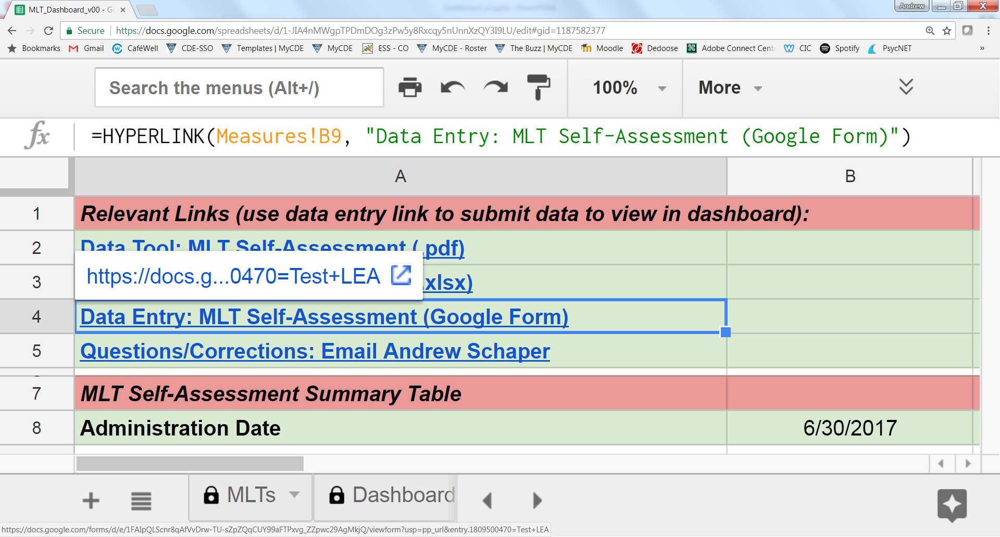 MLT_Dashboard_v00 - Go
Andrew
Secure https://docs.google.com/spreadsheets/d/1-JIA4nMWgpTPDmDOg3zPw5y8Rxcqy5nUnnXzQY3I9LU/edit#gid=1187582377
Bookmarks Gmail CaféWell CDE-SSO Templates | MyCDE MyCDE ESS - CO MyCDE - Roster The Buzz | MyCDE Moodle Dedoose Adobe Connect Cent CIC Spotify PsycNET »
Search the menus (Alt+/) 100% More
fx =HYPERLINK(Measures!B9, "Data Entry: MLT Self-Assessment (Google Form)")
A B
1 Relevant Links (use data entry link to submit data to view in dashboard):
2 Data Tool: MLT Self-Assessment (.pdf)
https://docs.g...0470=Test+LEA
3 .xlsx)
4 Data Entry: MLT Self-Assessment (Google Form)
5 Questions/Corrections: Email Andrew Schaper
7 MLT Self-Assessment Summary Table
8 Administration Date 6/30/2017
MLTs Dashboard
https://docs.google.com/forms/d/e/1FAIpQLScnr8qAfVvDrw-TU-sZpZQqCUY99aFTPxvg_ZZpwc29AgMkjQ/viewform?usp=pp_url&entry.1809500470=Test+LEA